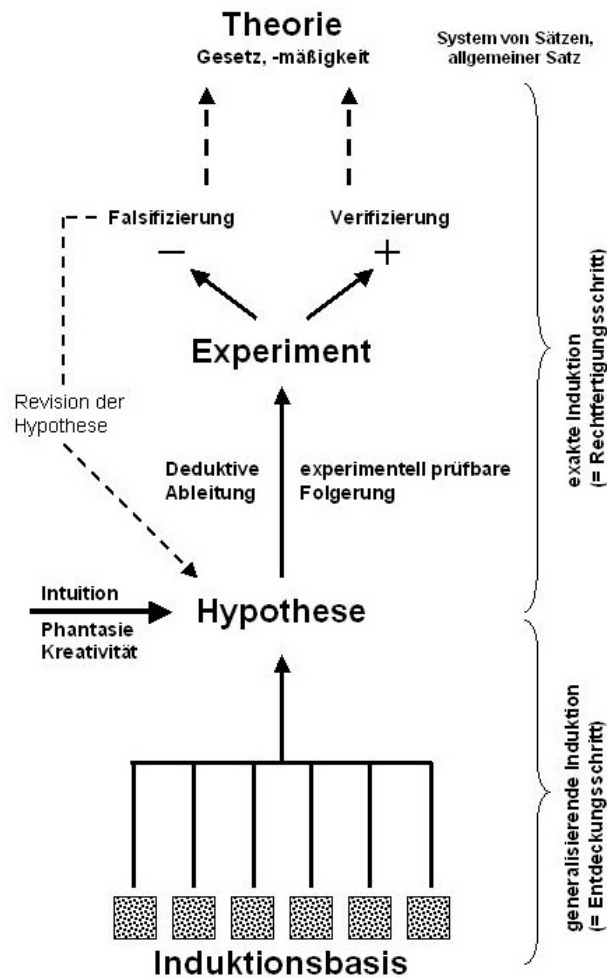 Theorie
Gesetz, -mäßigkeit
System von Sätzen,
allgemeiner Satz
Falsifizierung
Verifizierung
−
+
Experiment
Revision der
Hypothese
Deduktive
Ableitung
experimentell prüfbare
Folgerung
exakte Induktion
(= Rechtfertigungsschritt)
Intuition
Phantasie
Kreativität
Hypothese
generalisierende Induktion
(= Entdeckungsschritt)
Induktionsbasis